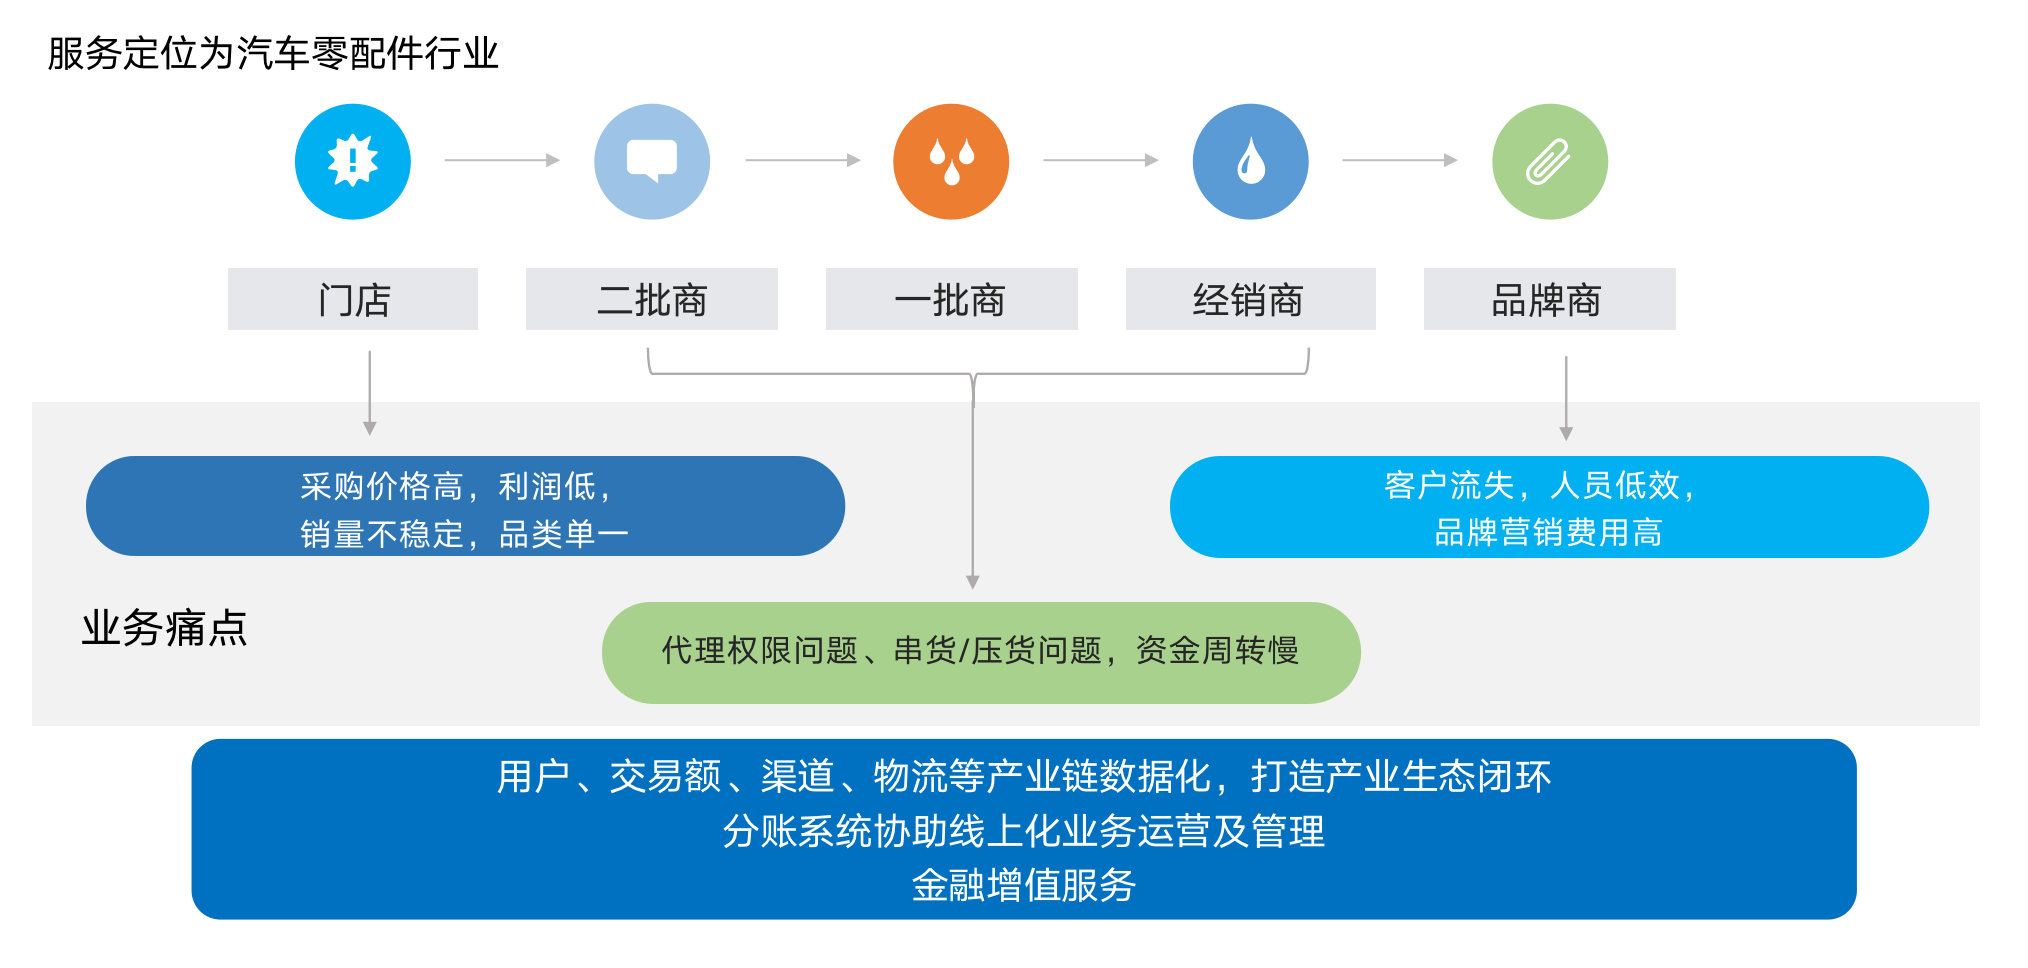 服务定位为汽车零配件行业
门店
二批商
一批商
经销商
品牌商
采购价格高，利润低，
销量不稳定，品类单一
客户流失，人员低效，
品牌营销费用高
业务痛点
代理权限问题、串货/压货问题，资金周转慢
用户、交易额、渠道、物流等产业链数据化，打造产业生态闭环
分账系统协助线上化业务运营及管理
金融增值服务